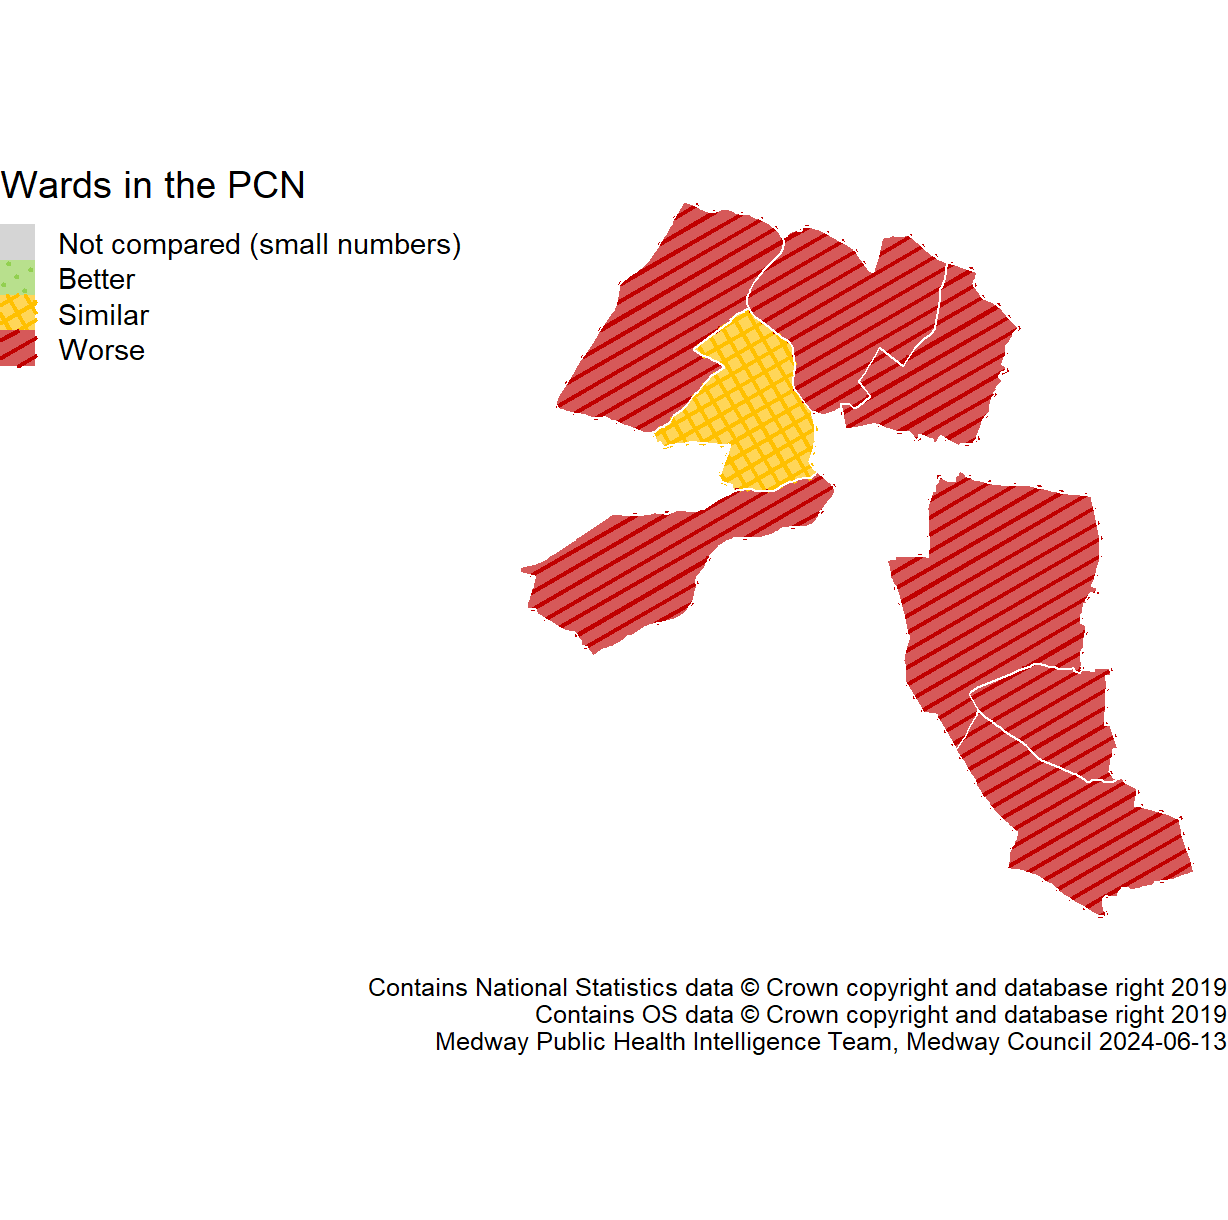 Wards in the PCN
Not compared (small numbers)
Better
Similar
Worse
Contains National Statistics data © Crown copyright and database right 2019
Contains OS data © Crown copyright and database right 2019
Medway Public Health Intelligence Team, Medway Council 2024-06-13